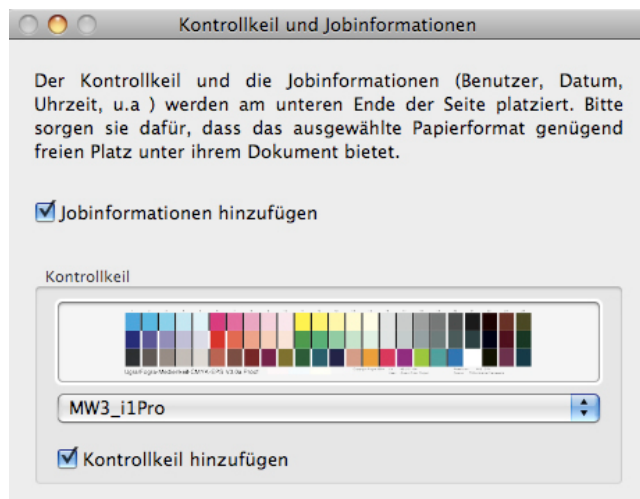 Kontrollkeil und Jobinformationen
Der Kontrollkeil und die Jobinformationen (Benutzer, Datum,
Uhrzeit, u.a ) werden am unteren Ende der Seite platziert. Bitte
sorgen sie dafür, dass das ausgewählte Papierformat genügend
freien Platz unter ihrem Dokument bietet.
Jobinformationen hinzufügen
Kontrollkeil
MW3_i1Pro
Kontrollkeil hinzufügen